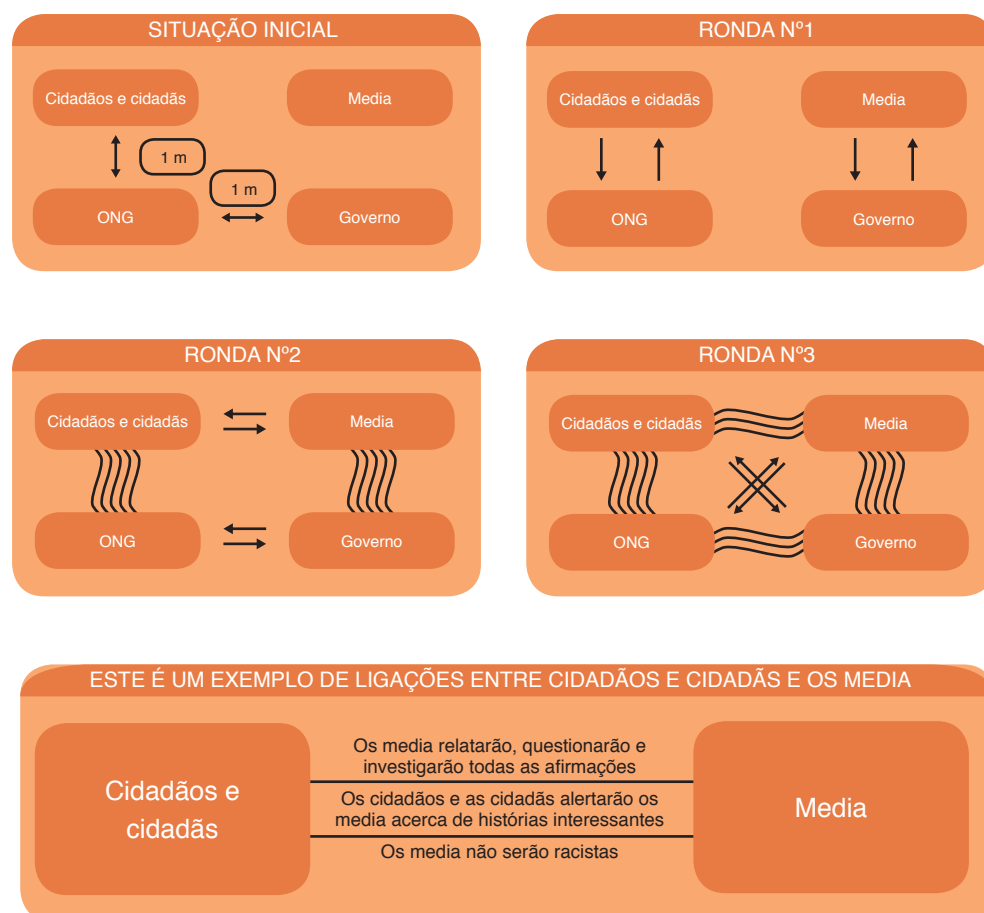 SITUAÇÃO INICIAL
Cidadãos e cidadãs
Media
1 m
1 m
ONG
Governo
RONDA Nº1
Cidadãos e cidadãs
Media
ONG
Governo
RONDA Nº2
Cidadãos e cidadãs
Media
ONG
Governo
RONDA Nº3
Cidadãos e cidadãs
Media
ONG
Governo
ESTE É UM EXEMPLO DE LIGAÇÕES ENTRE CIDADÃOS E CIDADÃS E OS MEDIA
Cidadãos e
cidadãs
Os media relatarão, questionarão e
investigarão todas as afirmações
Os cidadãos e as cidadãs alertarão os
media acerca de histórias interessantes
Os media não serão racistas
Media